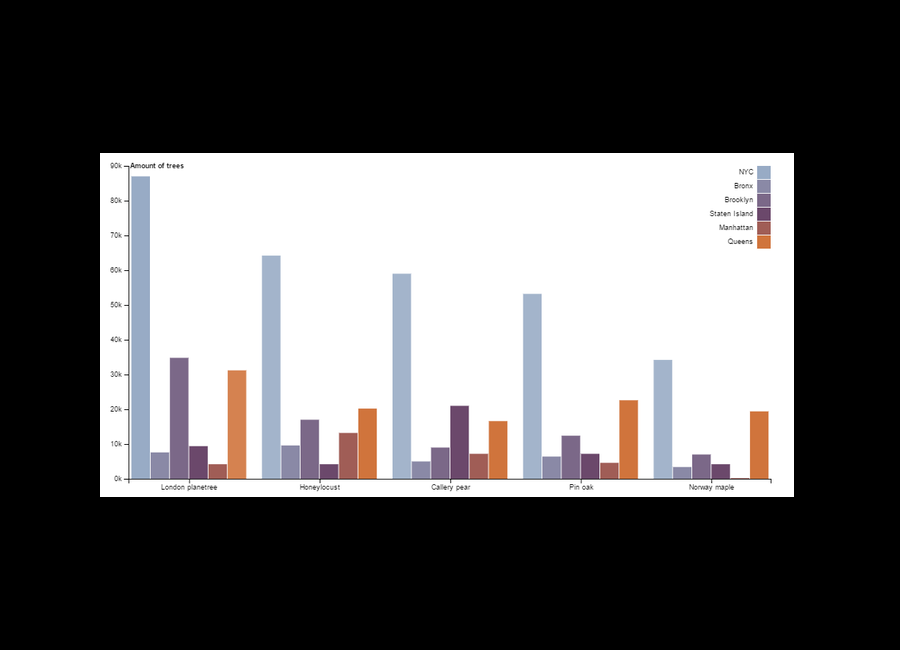 Amount of trees
90k
80k
70k
60k
50k
40k
30k
20k
10k
0k
NYC
Bronx
Brooklyn
Staten Island
Manhattan
Queens
London planetree
Honeylocust
Callery pear
Pin oak
Norway maple